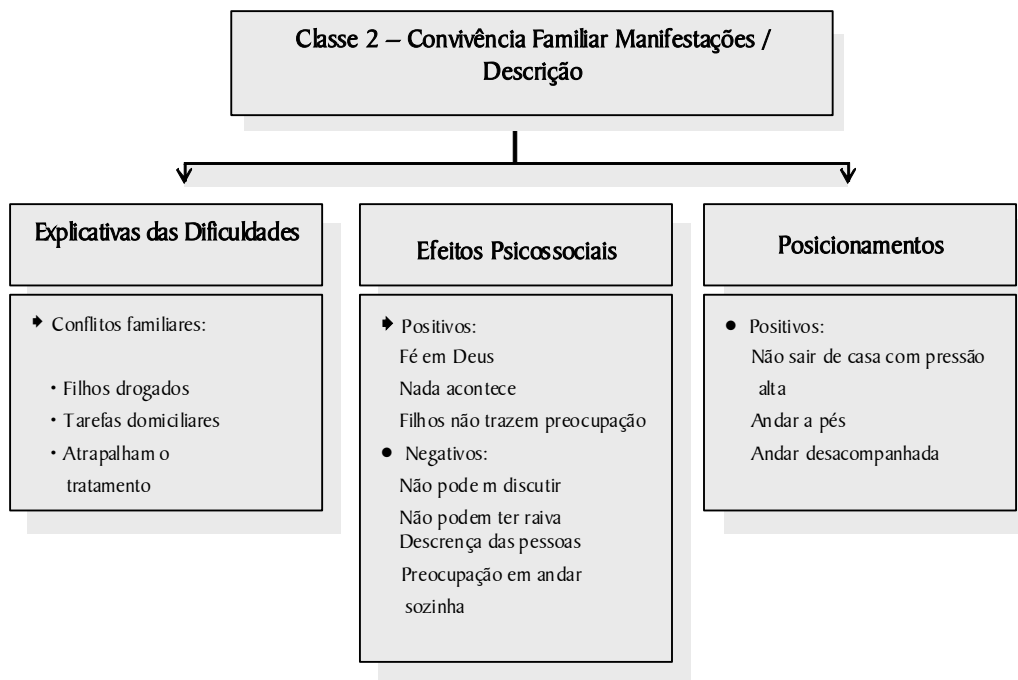 Classe 2 – Convivência Familiar Manifestações /
Descrição
Explicativas das Dificuldades
➧ Conflitos familiares:
• Filhos drogados
• Tarefas domiciliares
• Atrapalham o
tratamento
Efeitos Psicossociais
➧ Positivos:
Fé em Deus
Nada acontece
Filhos não trazem preocupação
● Negativos:
Não podem discutir
Não podem ter raiva
Descrença das pessoas
Preocupação em andar
sozinha
Posicionamentos
● Positivos:
Não sair de casa com pressão
alta
Andar a pés
Andar desacompanhada